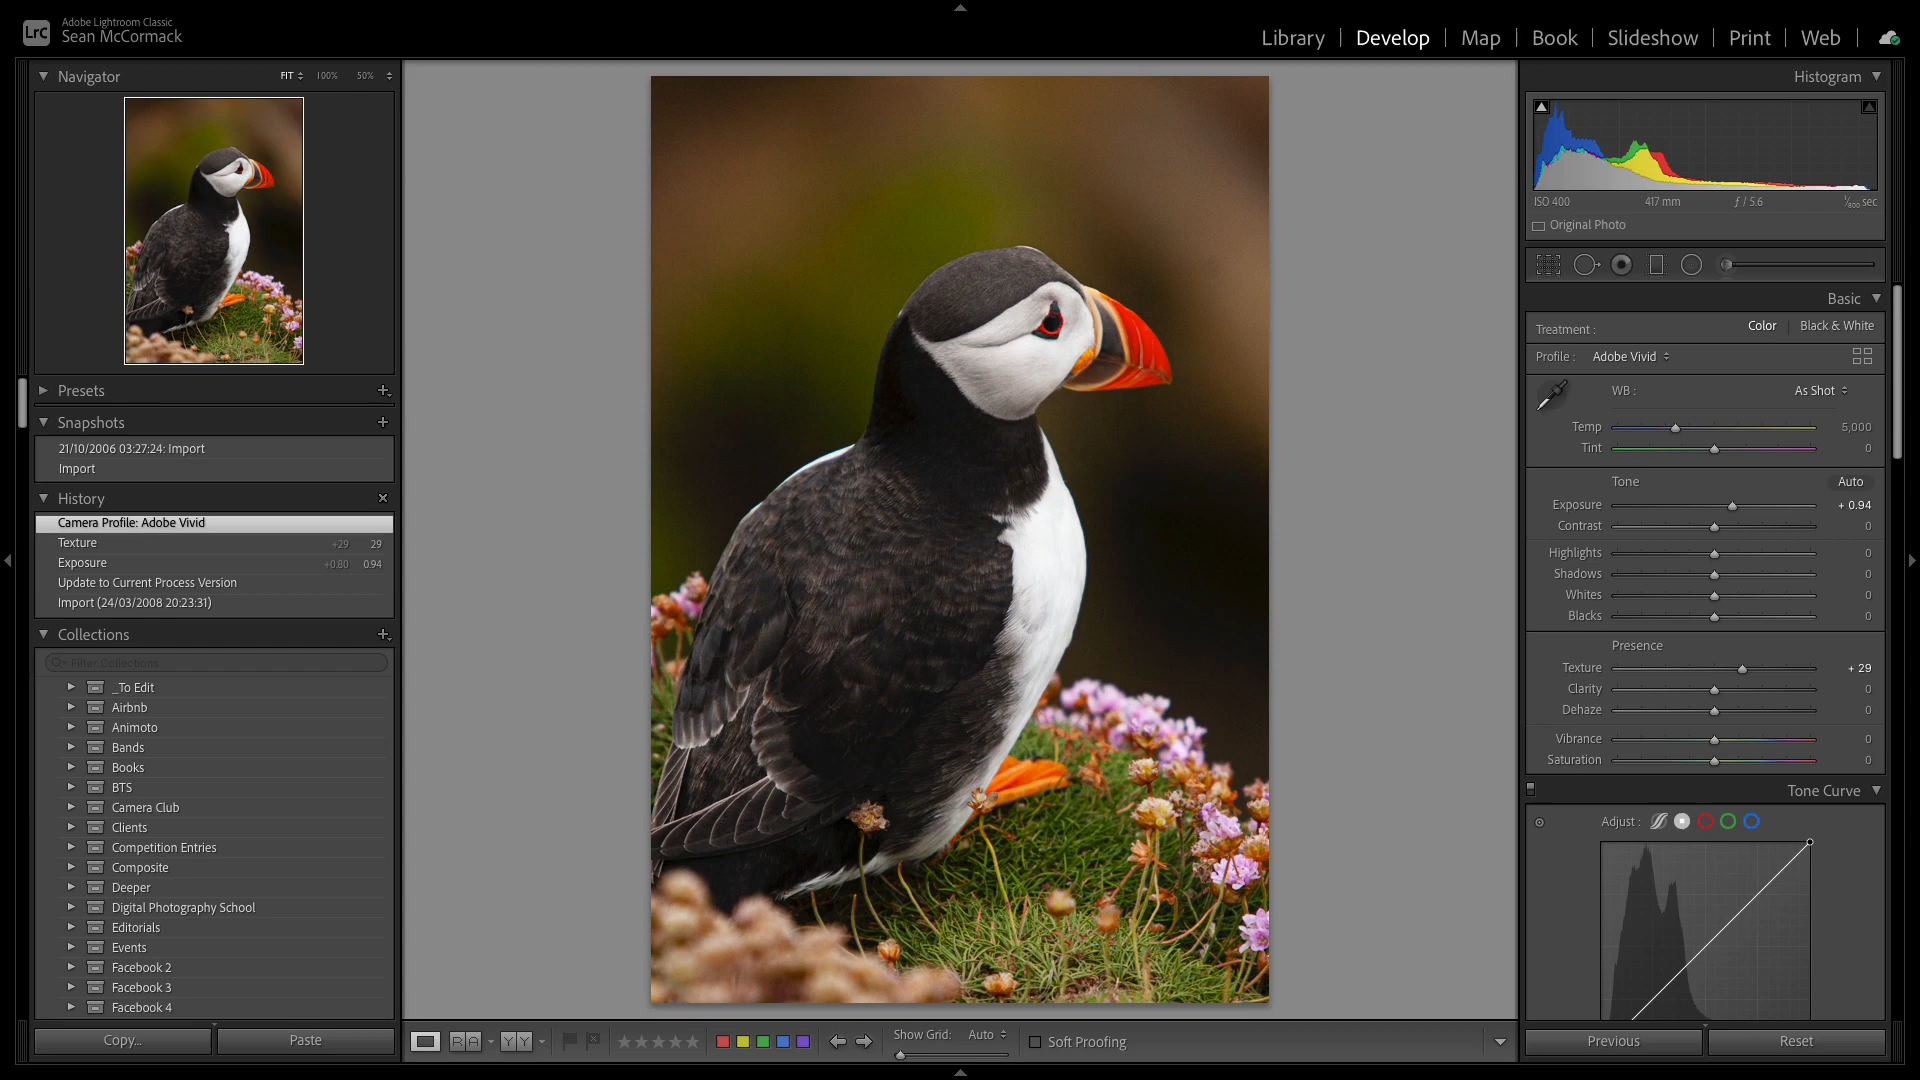 LrC
Adobe Lightroom Classic
Sean McCormack
Library
Develop
Map
Book
Slideshow
Print
Web
Navigator
FIT
100%
50%
Presets
Snapshots
21/10/2006 03:27:24: Import
Import
History
Camera Profile: Adobe Vivid
Texture +29 29
Exposure +0.80 0.94
Update to Current Process Version
Import (24/03/2008 20:23:31)
Collections
Filter Collections
_To Edit
Airbnb
Animoto
Bands
Books
BTS
Camera Club
Clients
Competition Entries
Composite
Deeper
Digital Photography School
Editorials
Events
Facebook 2
Facebook 3
Facebook 4
Copy...
Paste
R A
Y Y
Show Grid: Auto
Soft Proofing
Histogram
ISO 400 417 mm ƒ / 5.6 1/800 sec
Original Photo
Basic
Treatment : Color Black & White
Profile : Adobe Vivid
WB : As Shot
Temp 5,000
Tint 0
Tone Auto
Exposure + 0.94
Contrast 0
Highlights 0
Shadows 0
Whites 0
Blacks 0
Presence
Texture + 29
Clarity 0
Dehaze 0
Vibrance 0
Saturation 0
Tone Curve
Adjust :
Previous
Reset